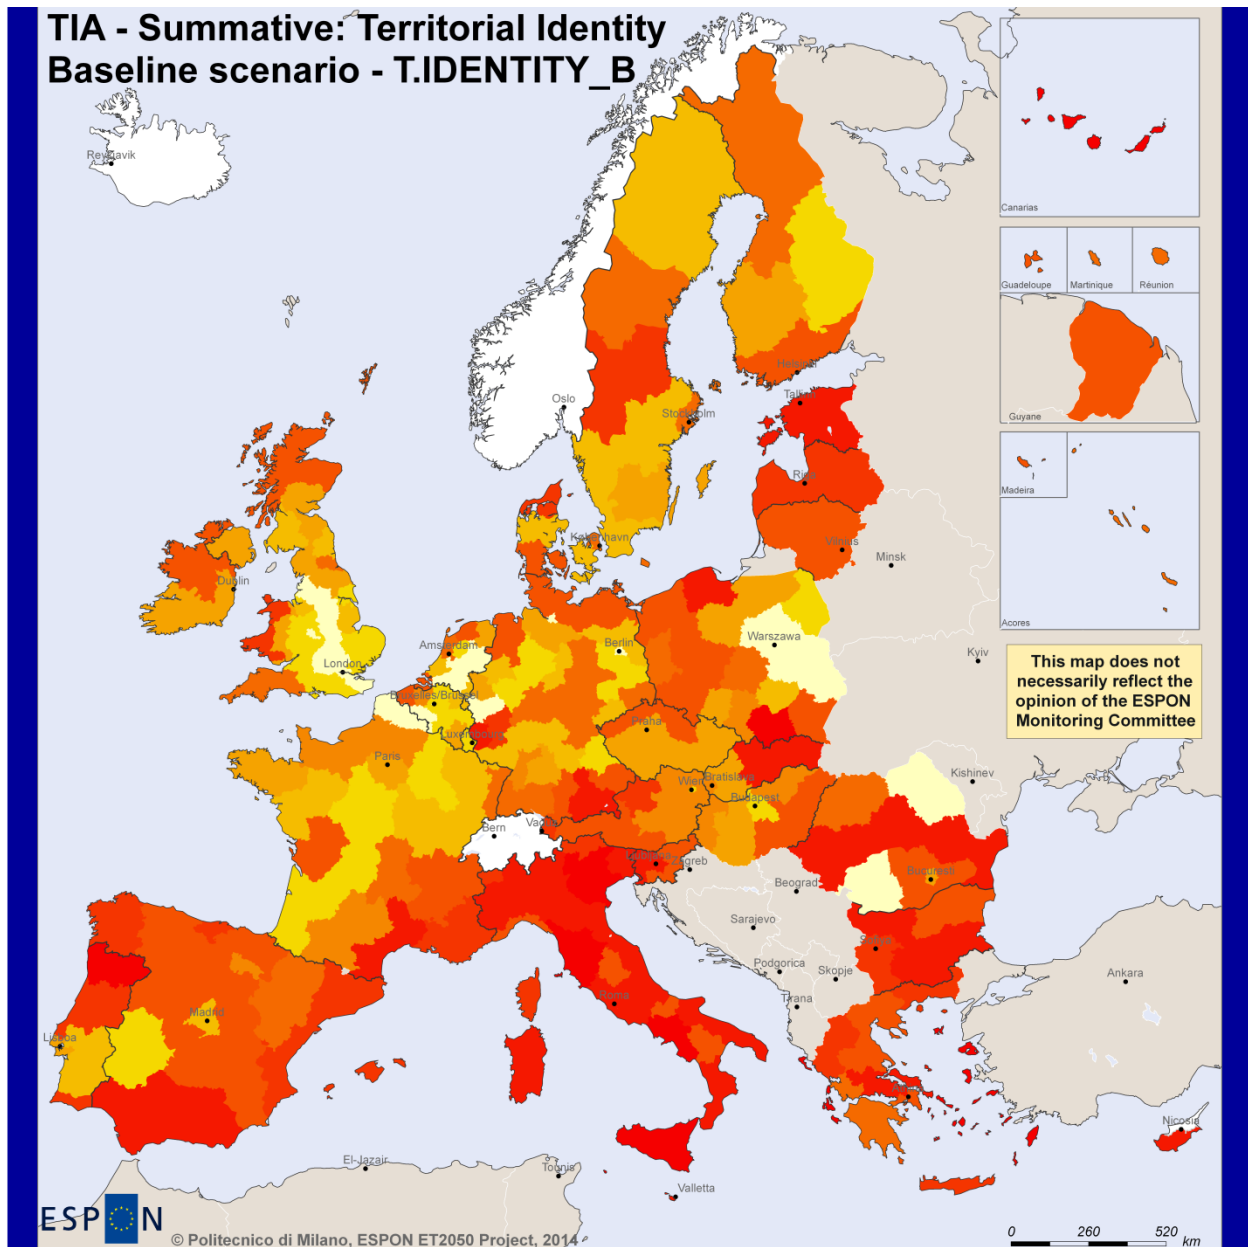 TIA - Summative: Territorial Identity
Baseline scenario - T.IDENTITY_B
Reykjavik
Canarias
Guadeloupe
Martinique
Réunion
Guyane
Madeira
Acores
Oslo
Stockholm
Helsinki
Tallinn
Riga
Vilnius
Minsk
København
Dublin
London
Amsterdam
Berlin
Warszawa
Kyiv
Bruxelles/Brussel
Luxembourg
Paris
Praha
Wien
Bratislava
Budapest
Kishinev
Bern
Vaduz
Ljubljana
Zagreb
Beograd
Bucuresti
Sarajevo
Sofiya
Podgorica
Skopje
Tirana
Ankara
Roma
Madrid
Lisboa
Nicosia
El-Jazair
Tounis
Valletta
This map does not
necessarily reflect the
opinion of the ESPON
Monitoring Committee
ESPON
© Politecnico di Milano, ESPON ET2050 Project, 2014
0 260 520
km